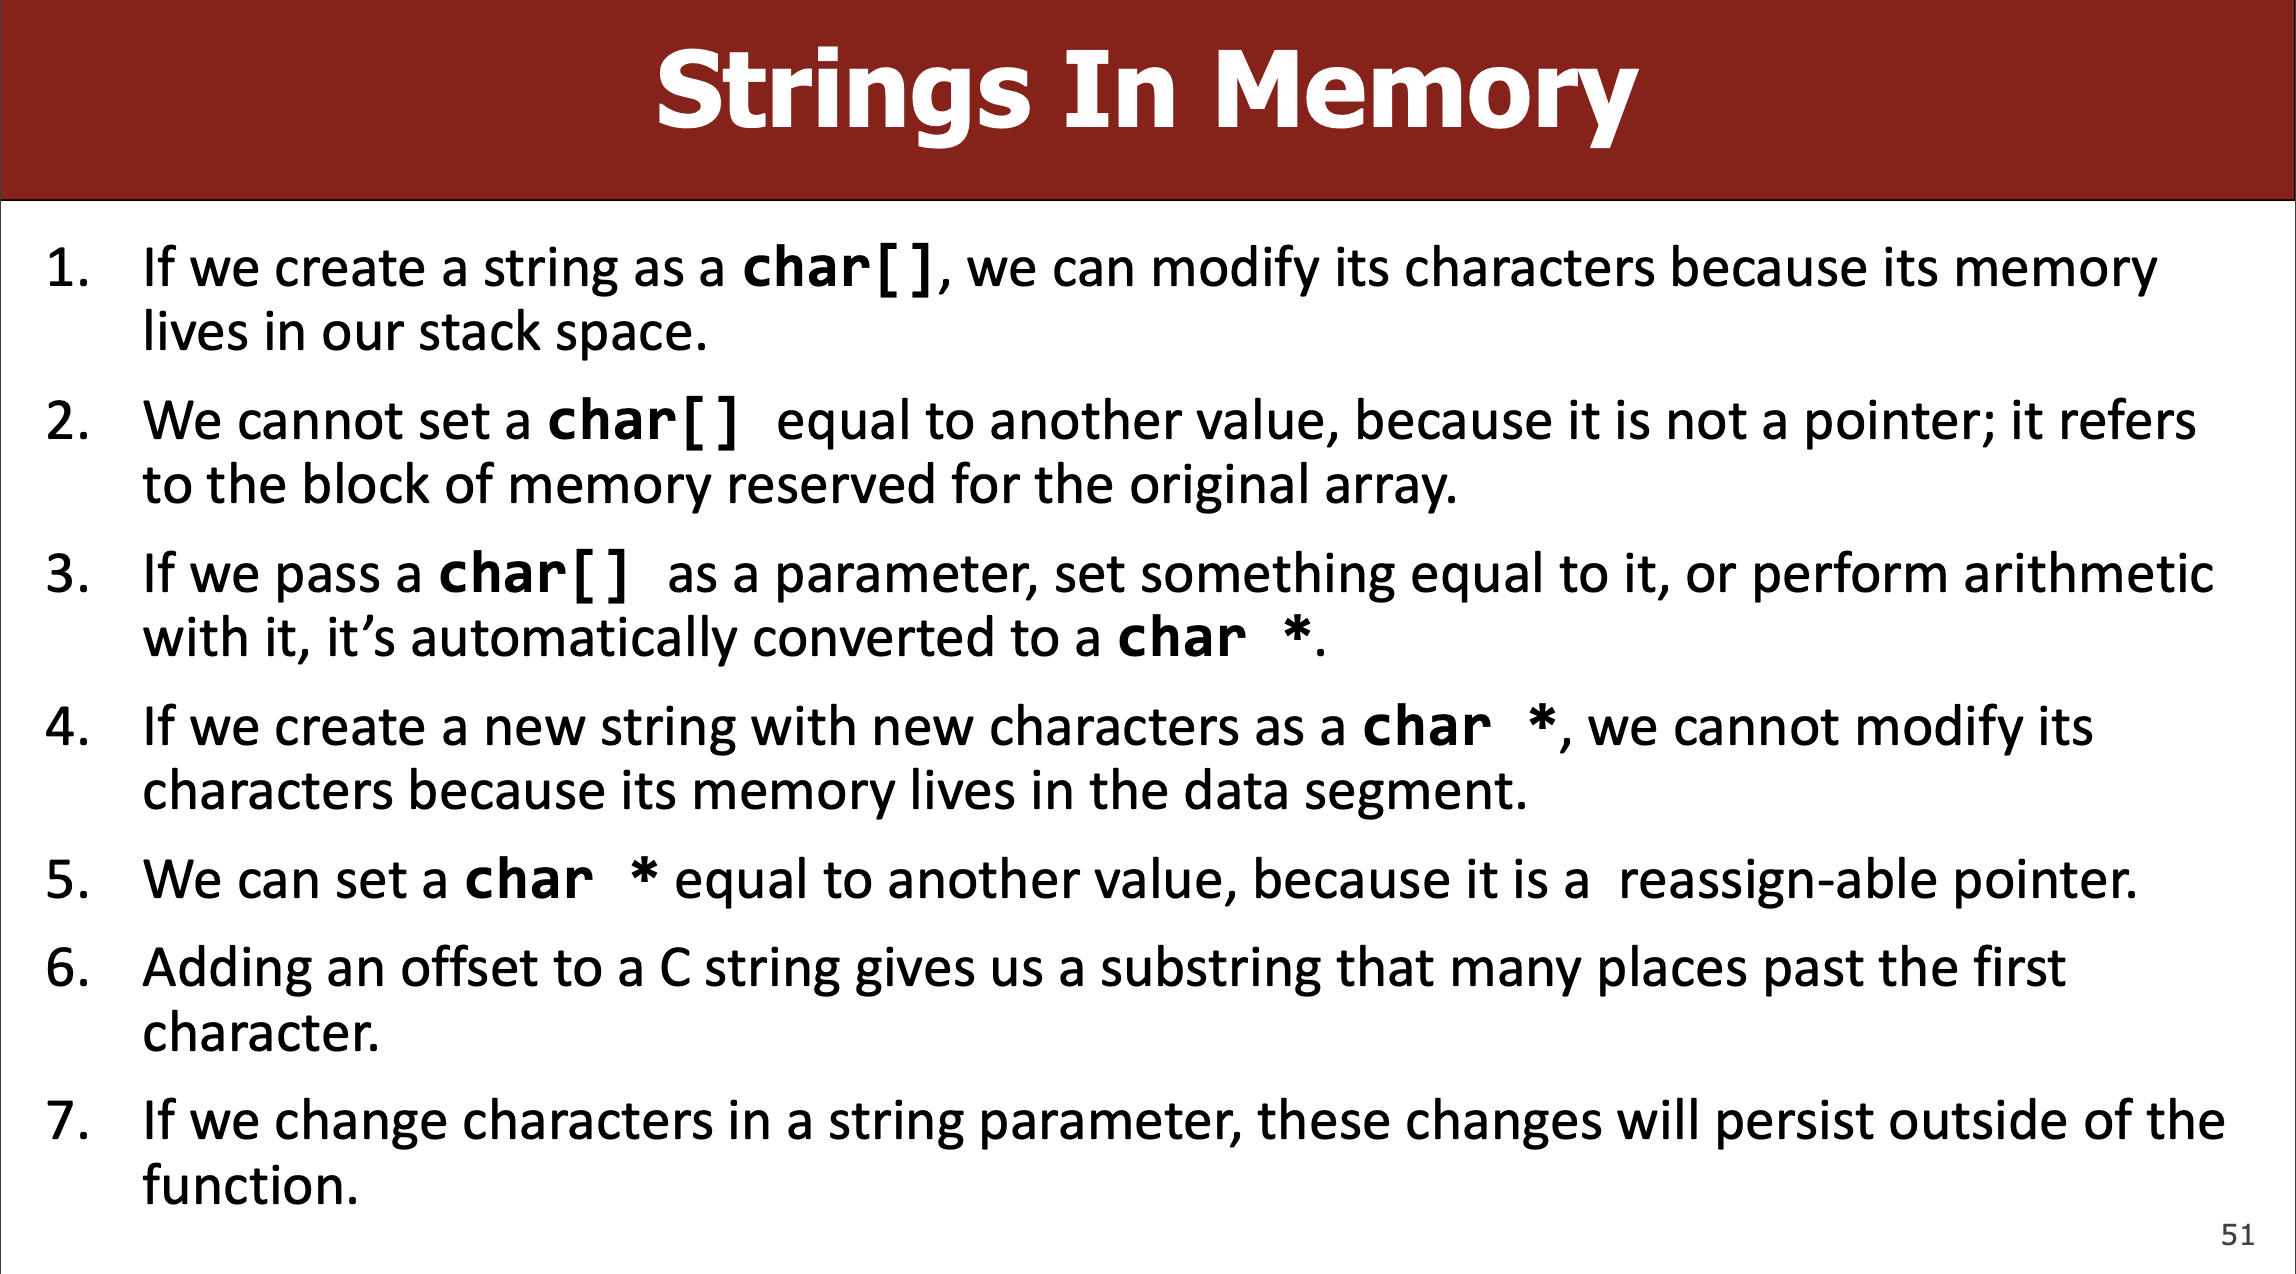 Strings In Memory
1. If we create a string as a char[], we can modify its characters because its memory
lives in our stack space.
2. We cannot set a char[] equal to another value, because it is not a pointer; it refers
to the block of memory reserved for the original array.
3. If we pass a char[] as a parameter, set something equal to it, or perform arithmetic
with it, it’s automatically converted to a char *.
4. If we create a new string with new characters as a char *, we cannot modify its
characters because its memory lives in the data segment.
5. We can set a char * equal to another value, because it is a reassign-able pointer.
6. Adding an offset to a C string gives us a substring that many places past the first
character.
7. If we change characters in a string parameter, these changes will persist outside of the
function.
51